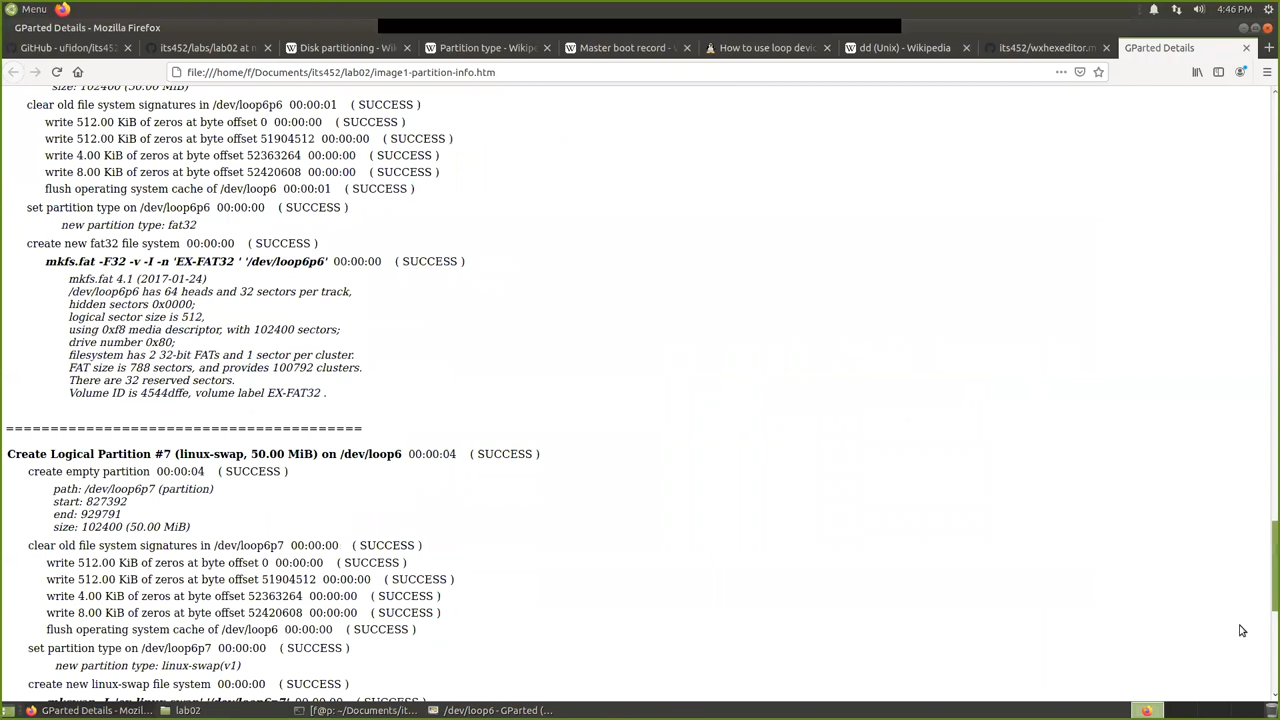 Menu
4:46 PM
GParted Details - Mozilla Firefox
GitHub - ufidon/its452
its452/labs/lab02 at m
Disk partitioning - Wiki
Partition type - Wikipe
Master boot record -
How to use loop devi
dd (Unix) - Wikipedia
its452/wxhexeditor.m
GParted Details
file:///home/f/Documents/its452/lab02/image1-partition-info.htm
size: 102400 (50.00 MiB)
clear old file system signatures in /dev/loop6p6 00:00:01 ( SUCCESS )
write 512.00 KiB of zeros at byte offset 0 00:00:00 ( SUCCESS )
write 512.00 KiB of zeros at byte offset 51904512 00:00:00 ( SUCCESS )
write 4.00 KiB of zeros at byte offset 52363264 00:00:00 ( SUCCESS )
write 8.00 KiB of zeros at byte offset 52420608 00:00:00 ( SUCCESS )
flush operating system cache of /dev/loop6 00:00:01 ( SUCCESS )
set partition type on /dev/loop6p6 00:00:00 ( SUCCESS )
new partition type: fat32
create new fat32 file system 00:00:00 ( SUCCESS )
mkfs.fat -F32 -v -I -n 'EX-FAT32 ' '/dev/loop6p6' 00:00:00 ( SUCCESS )
mkfs.fat 4.1 (2017-01-24)
/dev/loop6p6 has 64 heads and 32 sectors per track,
hidden sectors 0x0000;
logical sector size is 512,
using 0xf8 media descriptor, with 102400 sectors;
drive number 0x80;
filesystem has 2 32-bit FATs and 1 sector per cluster.
FAT size is 788 sectors, and provides 100792 clusters.
There are 32 reserved sectors.
Volume ID is 4544dffe, volume label EX-FAT32 .
========================================
Create Logical Partition #7 (linux-swap, 50.00 MiB) on /dev/loop6 00:00:04 ( SUCCESS )
create empty partition 00:00:04 ( SUCCESS )
path: /dev/loop6p7 (partition)
start: 827392
end: 929791
size: 102400 (50.00 MiB)
clear old file system signatures in /dev/loop6p7 00:00:00 ( SUCCESS )
write 512.00 KiB of zeros at byte offset 0 00:00:00 ( SUCCESS )
write 512.00 KiB of zeros at byte offset 51904512 00:00:00 ( SUCCESS )
write 4.00 KiB of zeros at byte offset 52363264 00:00:00 ( SUCCESS )
write 8.00 KiB of zeros at byte offset 52420608 00:00:00 ( SUCCESS )
flush operating system cache of /dev/loop6 00:00:00 ( SUCCESS )
set partition type on /dev/loop6p7 00:00:00 ( SUCCESS )
new partition type: linux-swap(v1)
create new linux-swap file system 00:00:00 ( SUCCESS )
GParted Details - Mozil...
lab02
[f@p: ~/Documents/it...
/dev/loop6 - GParted (...